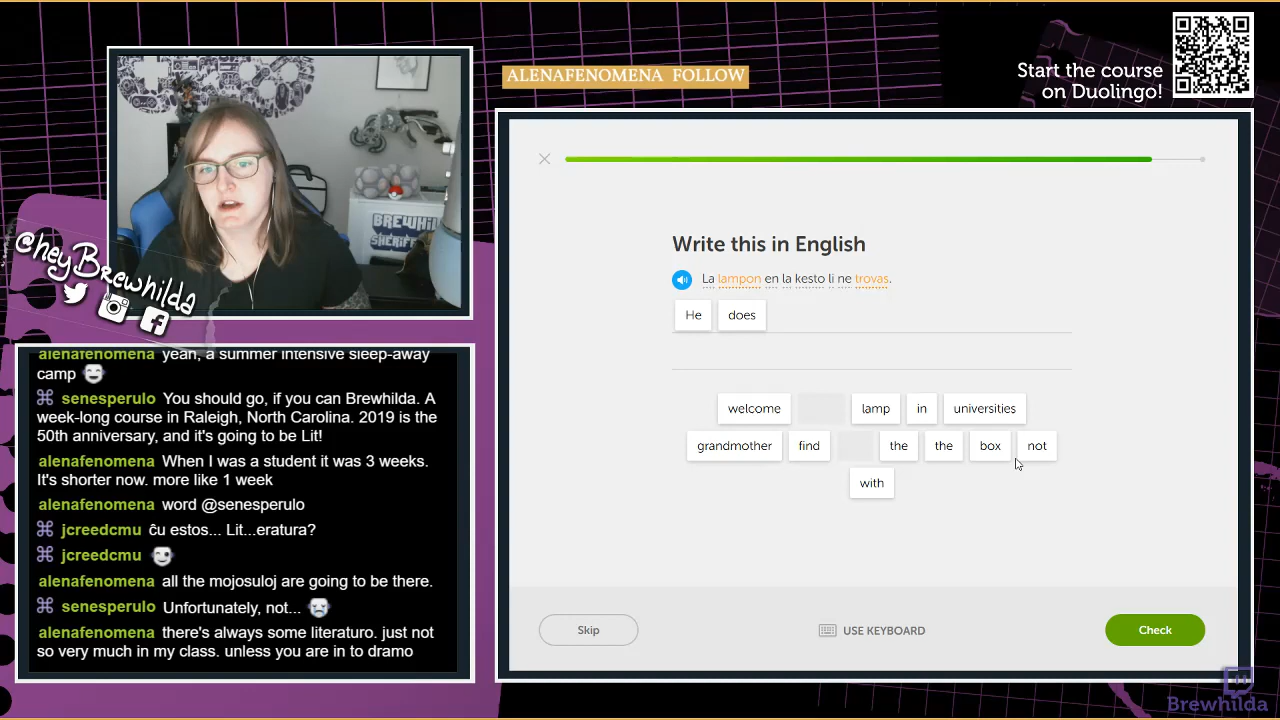 ALENAFENOMENA FOLLOW
Start the course
on Duolingo!
@heyBrewhilda
BREWHIL
SHERIFF
alenafenomena yeah, a summer intensive sleep-away
camp
senesperulo You should go, if you can Brewhilda. A
week-long course in Raleigh, North Carolina. 2019 is the
50th anniversary, and it's going to be Lit!
alenafenomena When I was a student it was 3 weeks.
It's shorter now. more like 1 week
alenafenomena word @senesperulo
jcreedcmu ĉu estos... Lit...eratura?
jcreedcmu
alenafenomena all the mojosuloj are going to be there.
senesperulo Unfortunately, not...
alenafenomena there's always some literaturo. just not
so very much in my class. unless you are in to dramo
Write this in English
La lampon en la kesto li ne trovas.
He does
welcome lamp in universities
grandmother find the the box not
with
Skip
USE KEYBOARD
Check
Brewhilda